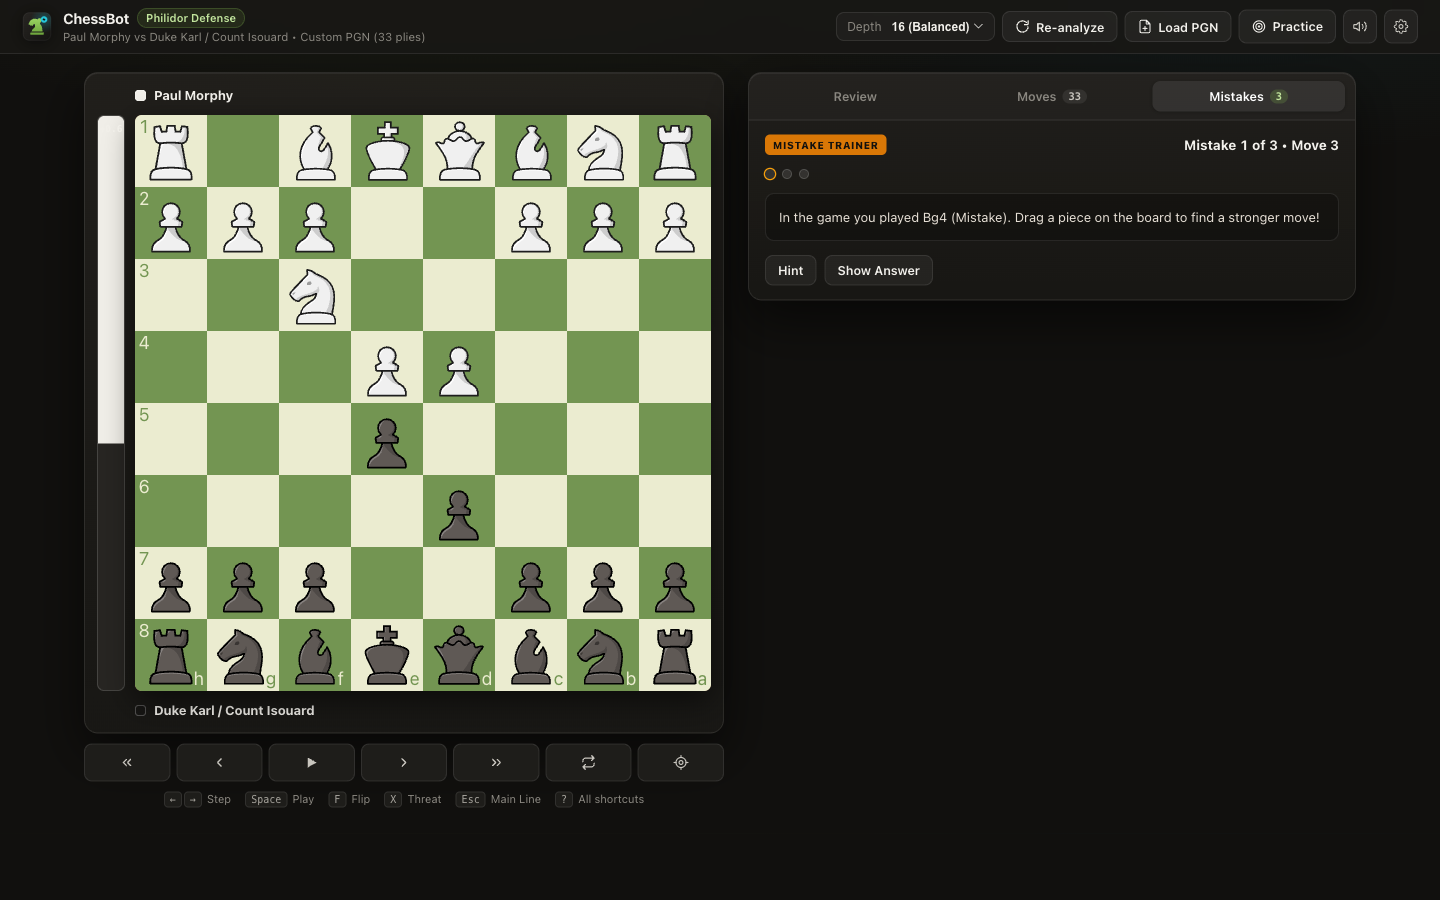 ChessBot Philidor Defense
Paul Morphy vs Duke Karl / Count Isouard • Custom PGN (33 plies)
Depth 16 (Balanced)
Re-analyze
Load PGN
Practice
Paul Morphy
1
2
3
4
5
6
7
8
h g f e d c b a
Duke Karl / Count Isouard
← → Step Space Play F Flip X Threat Esc Main Line ? All shortcuts
Review
Moves 33
Mistakes 3
MISTAKE TRAINER
Mistake 1 of 3 • Move 3
In the game you played Bg4 (Mistake). Drag a piece on the board to find a stronger move!
Hint
Show Answer